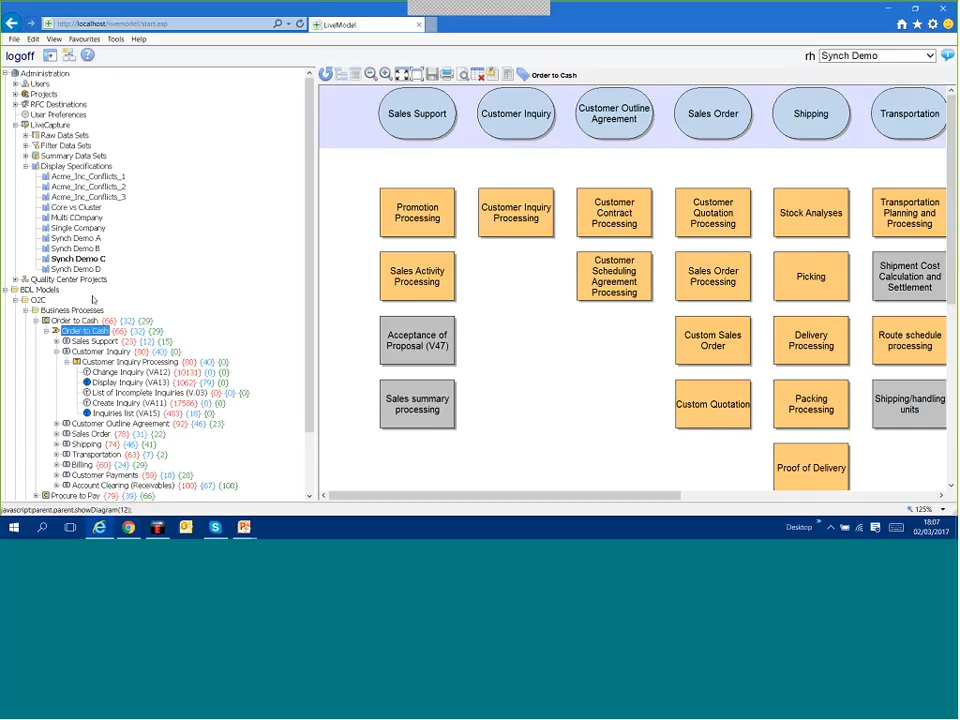 http://localhost/livemodel/start.asp
LiveModel
File Edit View Favourites Tools Help
logoff
rh Synch Demo
Administration
Users
Projects
RFC Destinations
User Preferences
LiveCapture
Raw Data Sets
Filter Data Sets
Summary Data Sets
Display Specifications
Acme_Inc_Conflicts_1
Acme_Inc_Conflicts_2
Acme_Inc_Conflicts_3
Core vs Cluster
Multi COmpany
Single Company
Synch Demo A
Synch Demo B
Synch Demo C
Synch Demo D
Quality Center Projects
BDL Models
O2C
Business Processes
Order to Cash {66} {32} {29}
Order to Cash {66} {32} {29}
Sales Support {23} {12} {15}
Customer Inquiry {80} {40} {0}
Customer Inquiry Processing {80} {40} {0}
Change Inquiry (VA12) {10131} {0} {0}
Display Inquiry (VA13) {1062} {79} {0}
List of Incomplete Inquiries (V.03) {0} {0} {0}
Create Inquiry (VA11) {17586} {0} {0}
Inquiries list (VA15) {483} {18} {0}
Customer Outline Agreement {92} {46} {23}
Sales Order {78} {31} {22}
Shipping {74} {46} {41}
Transportation {63} {7} {2}
Billing {60} {24} {29}
Customer Payments {59} {18} {28}
Account Clearing (Receivables) {100} {67} {100}
Procure to Pay {79} {39} {66}
Order to Cash
Sales Support
Customer Inquiry
Customer Outline
Agreement
Sales Order
Shipping
Transportation
Promotion
Processing
Customer Inquiry
Processing
Customer
Contract
Processing
Customer
Quotation
Processing
Stock Analyses
Transportation
Planning and
Processing
Sales Activity
Processing
Customer
Scheduling
Agreement
Processing
Sales Order
Processing
Picking
Shipment Cost
Calculation and
Settlement
Acceptance of
Proposal (V47)
Custom Sales
Order
Delivery
Processing
Route schedule
processing
Sales summary
processing
Custom Quotation
Packing
Processing
Shipping/handling
units
Proof of Delivery
javascript:parent.parent.showDiagram(12);
125%
Desktop
18:07
02/03/2017